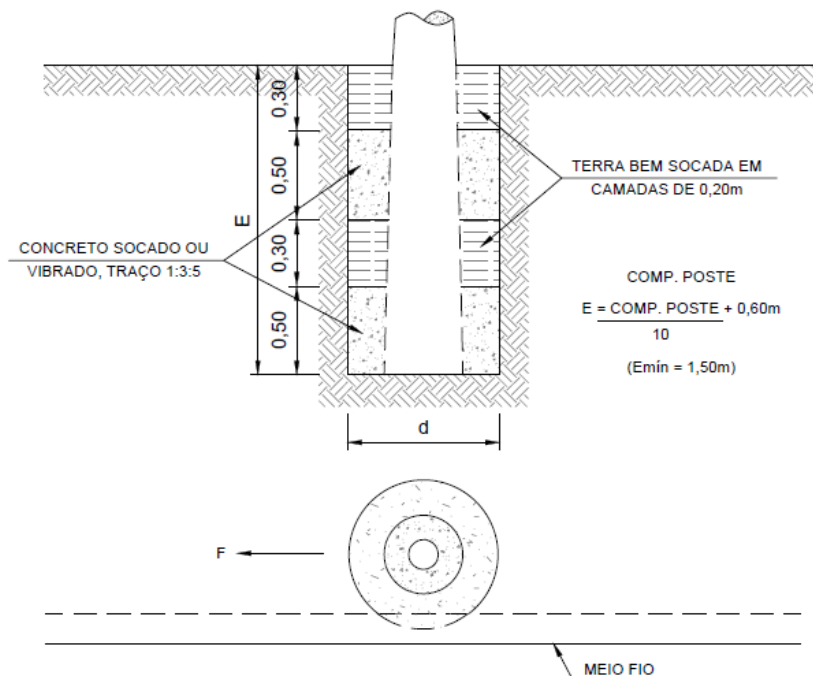 0,30
0,50
E
0,30
0,50
CONCRETO SOCADO OU
VIBRADO, TRAÇO 1:3:5
TERRA BEM SOCADA EM
CAMADAS DE 0,20m
COMP. POSTE
E = COMP. POSTE + 0,60m
10
(Emín = 1,50m)
d
F
MEIO FIO